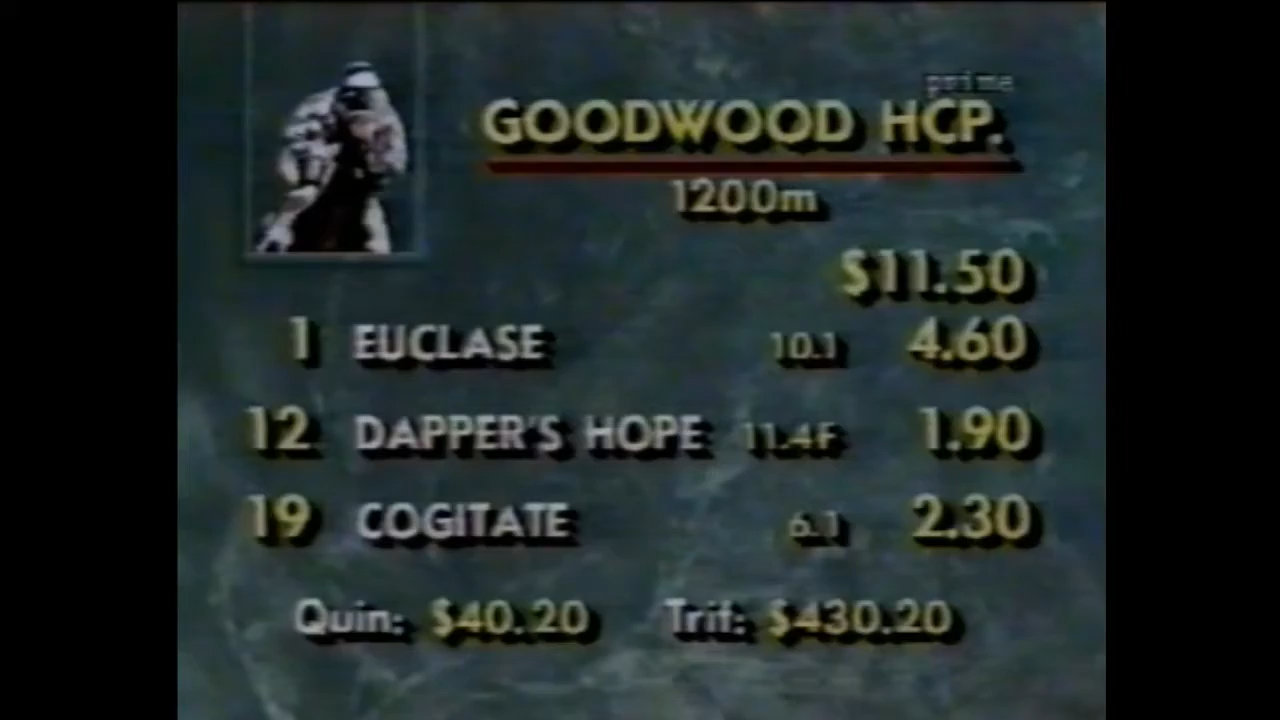 prime
GOODWOOD HCP.
1200m
$11.50
1 EUCLASE 10.1 4.60
12 DAPPER'S HOPE 11.4F 1.90
19 COGITATE 6.1 2.30
Quin: $40.20 Trif: $430.20